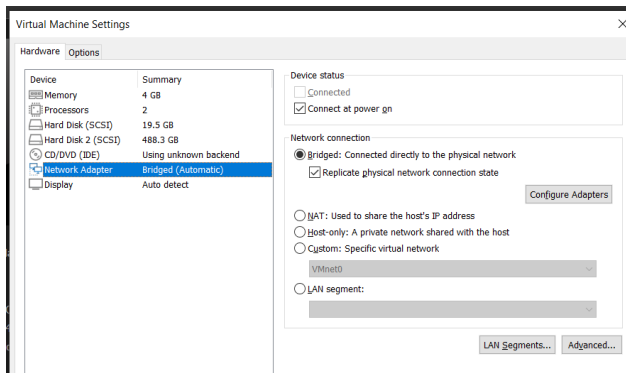 Virtual Machine Settings
Hardware Options
Device Summary
Memory 4 GB
Processors 2
Hard Disk (SCSI) 19.5 GB
Hard Disk 2 (SCSI) 488.3 GB
CD/DVD (IDE) Using unknown backend
Network Adapter Bridged (Automatic)
Display Auto detect
Device status
Connected
Connect at power on
Network connection
Bridged: Connected directly to the physical network
Replicate physical network connection state
Configure Adapters
NAT: Used to share the host's IP address
Host-only: A private network shared with the host
Custom: Specific virtual network
VMnet0
LAN segment:
LAN Segments... Advanced...